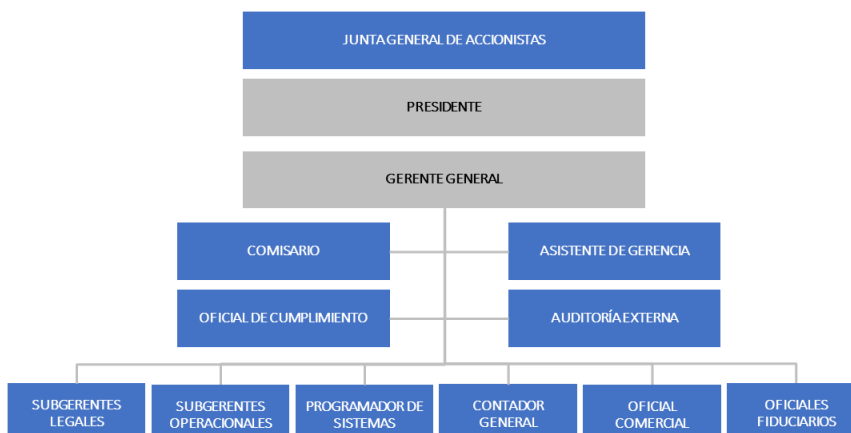 JUNTA GENERAL DE ACCIONISTAS
PRESIDENTE
GERENTE GENERAL
COMISARIO
ASISTENTE DE GERENCIA
OFICIAL DE CUMPLIMIENTO
AUDITORÍA EXTERNA
SUBGERENTES
LEGALES
SUBGERENTES
OPERACIONALES
PROGRAMADOR DE
SISTEMAS
CONTADOR
GENERAL
OFICIAL
COMERCIAL
OFICIALES
FIDUCIARIOS